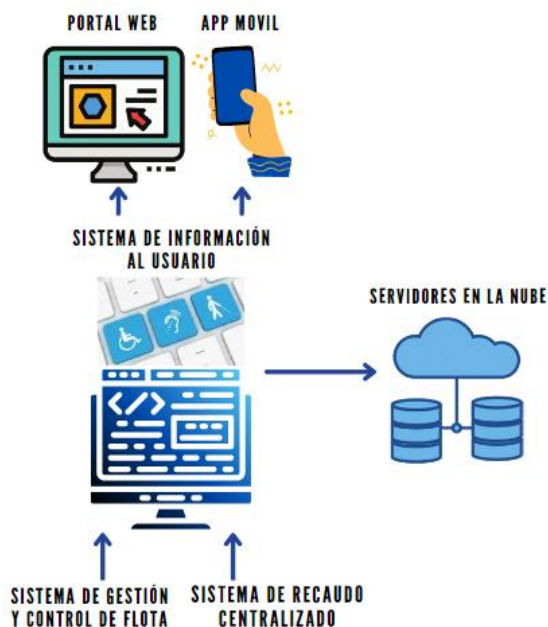 PORTAL WEB
APP MOVIL
SISTEMA DE INFORMACIÓN
AL USUARIO
SERVIDORES EN LA NUBE
SISTEMA DE GESTIÓN
Y CONTROL DE FLOTA
SISTEMA DE RECAUDO
CENTRALIZADO